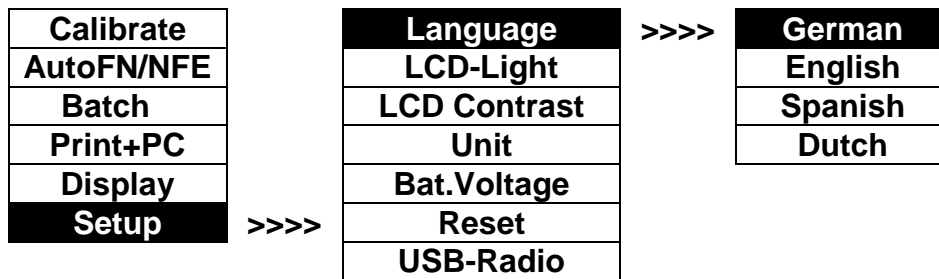 Calibrate
AutoFN/NFE
Batch
Print+PC
Display
Setup >>>>
Language >>>>
LCD-Light
LCD Contrast
Unit
Bat.Voltage
Reset
USB-Radio
German
English
Spanish
Dutch